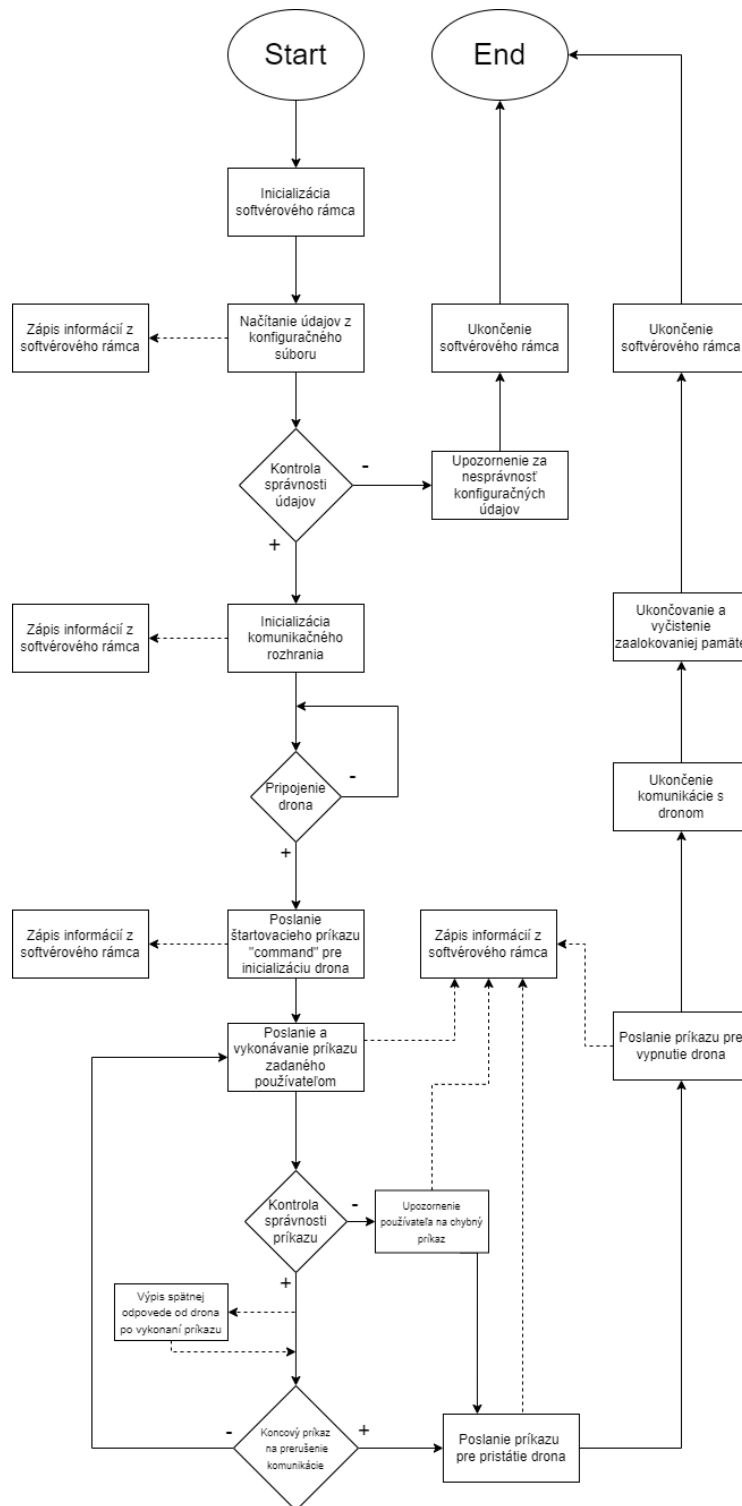 Start
End
Inicializácia
softvérového rámca
Zápis informácií z
softvérového rámca
Načítanie údajov z
konfiguračného
súboru
Ukončenie
softvérového rámca
Ukončenie
softvérového rámca
Kontrola
správnosti
údajov
-
Upozornenie za
nesprávnosť
konfiguračných
údajov
+
Zápis informácií z
softvérového rámca
Inicializácia
komunikačného
rozhrania
Ukončovanie a
vyčistenie
zaalokovaniej pamäte
Pripojenie
drona
-
+
Ukončenie
komunikácie s
dronom
Zápis informácií z
softvérového rámca
Poslanie
štartovacieho príkazu
"command" pre
inicializáciu drona
Zápis informácií z
softvérového rámca
Poslanie a
vykonávanie príkazu
zadaného
používateľom
Poslanie príkazu pre
vypnutie drona
Kontrola
správnosti
príkazu
-
Upozornenie
používateľa na chybný
príkaz
+
Výpis spätnej
odpovede od drona
po vykonaní príkazu
-
Koncový príkaz
na prerušenie
komunikácie
+
Poslanie príkazu
pre pristátie drona